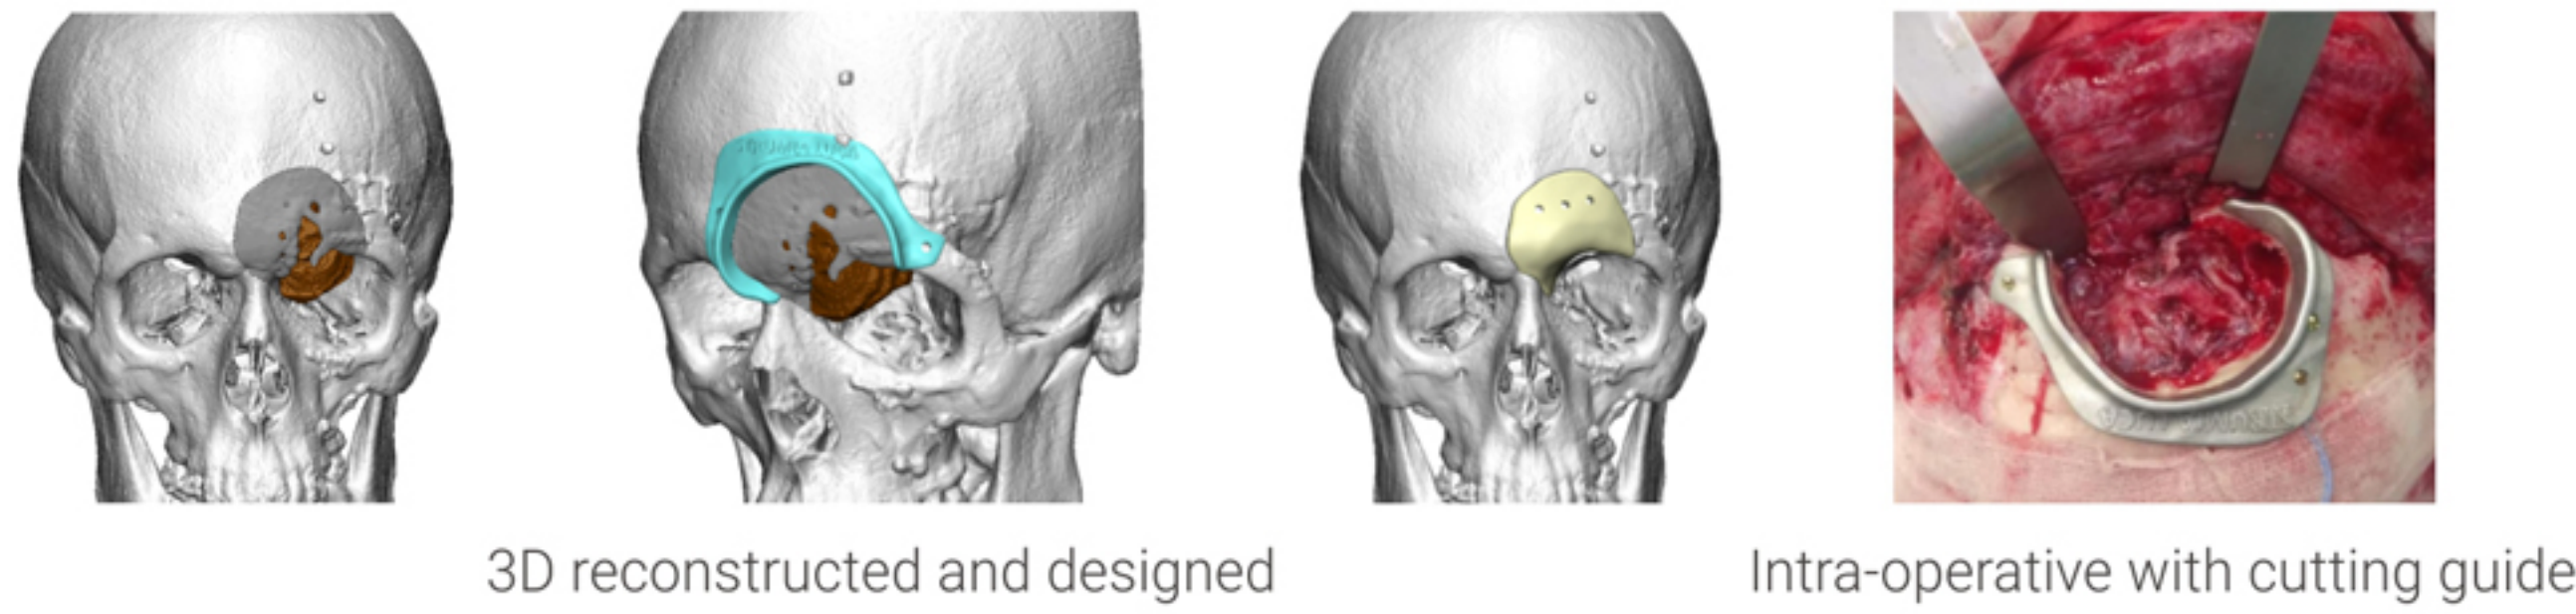 3D reconstructed and designed
Intra-operative with cutting guide